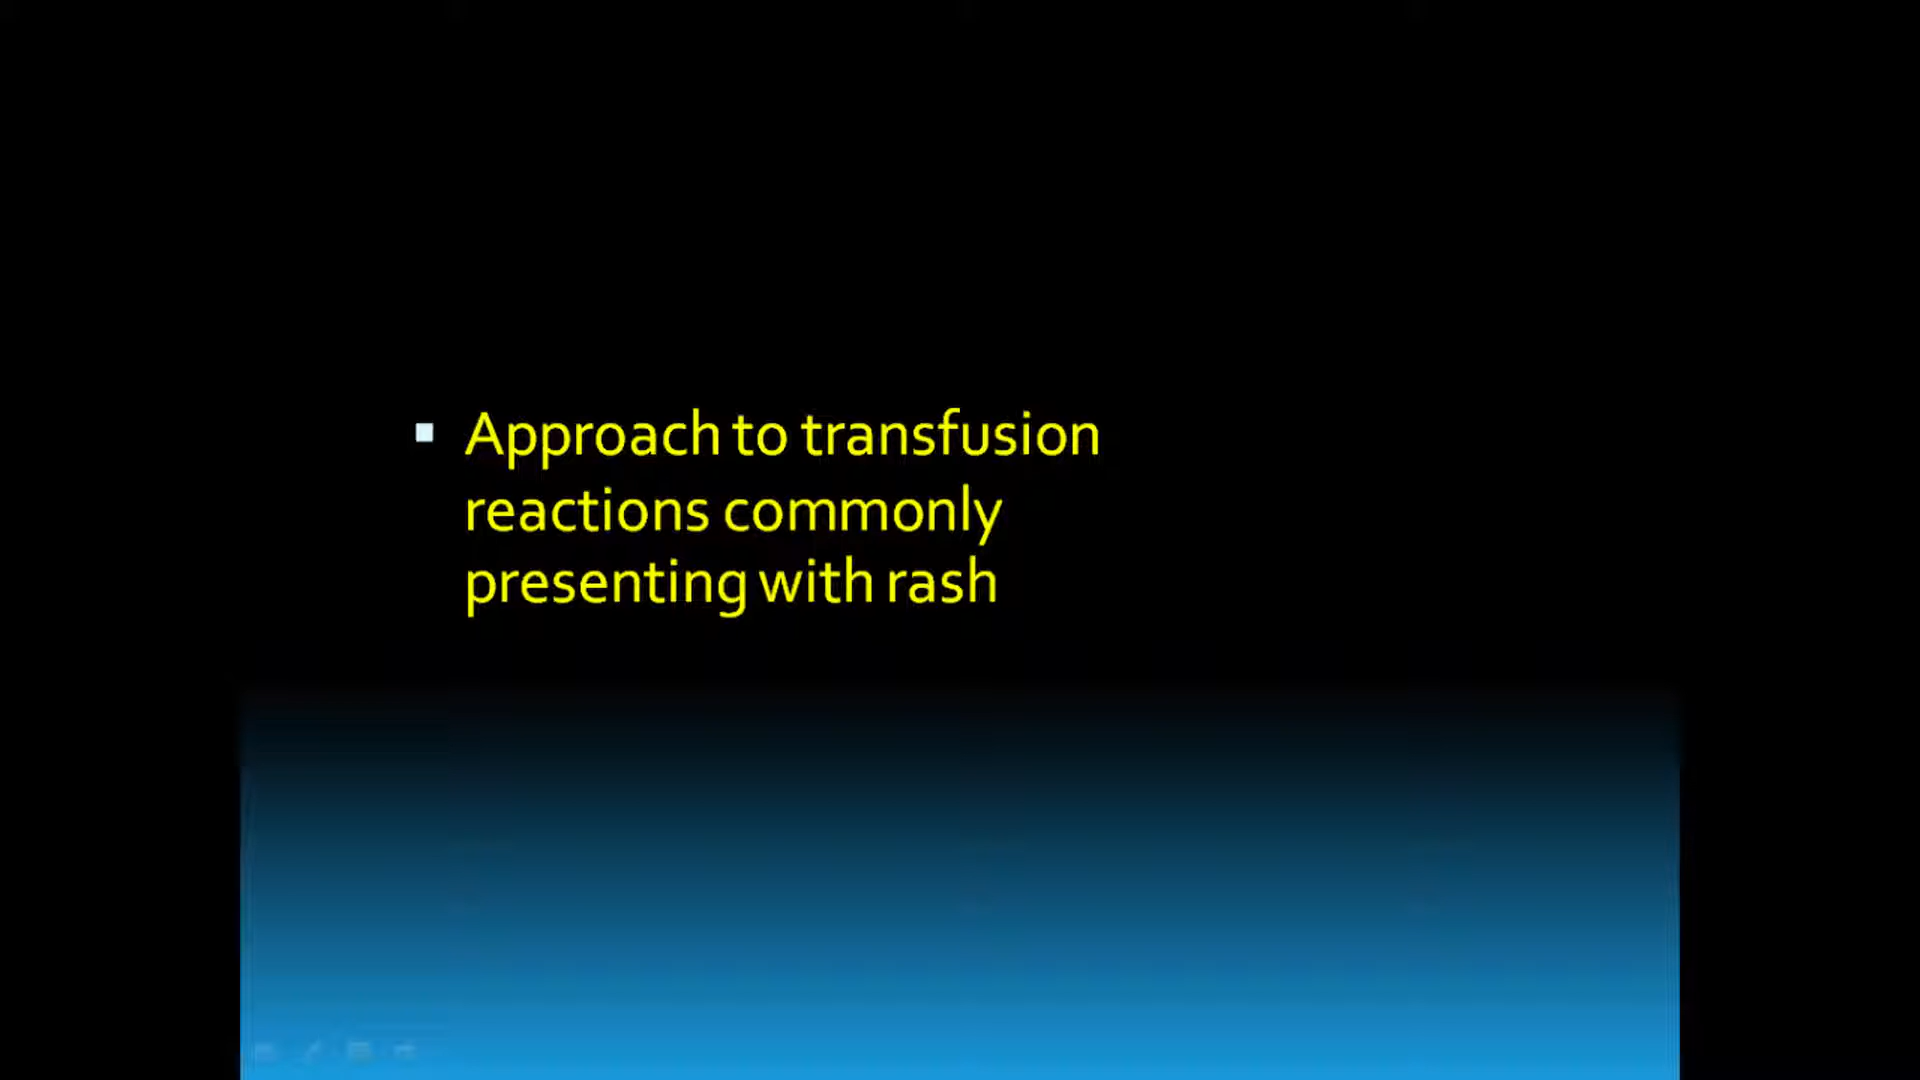 Approach to transfusion
reactions commonly
presenting with rash